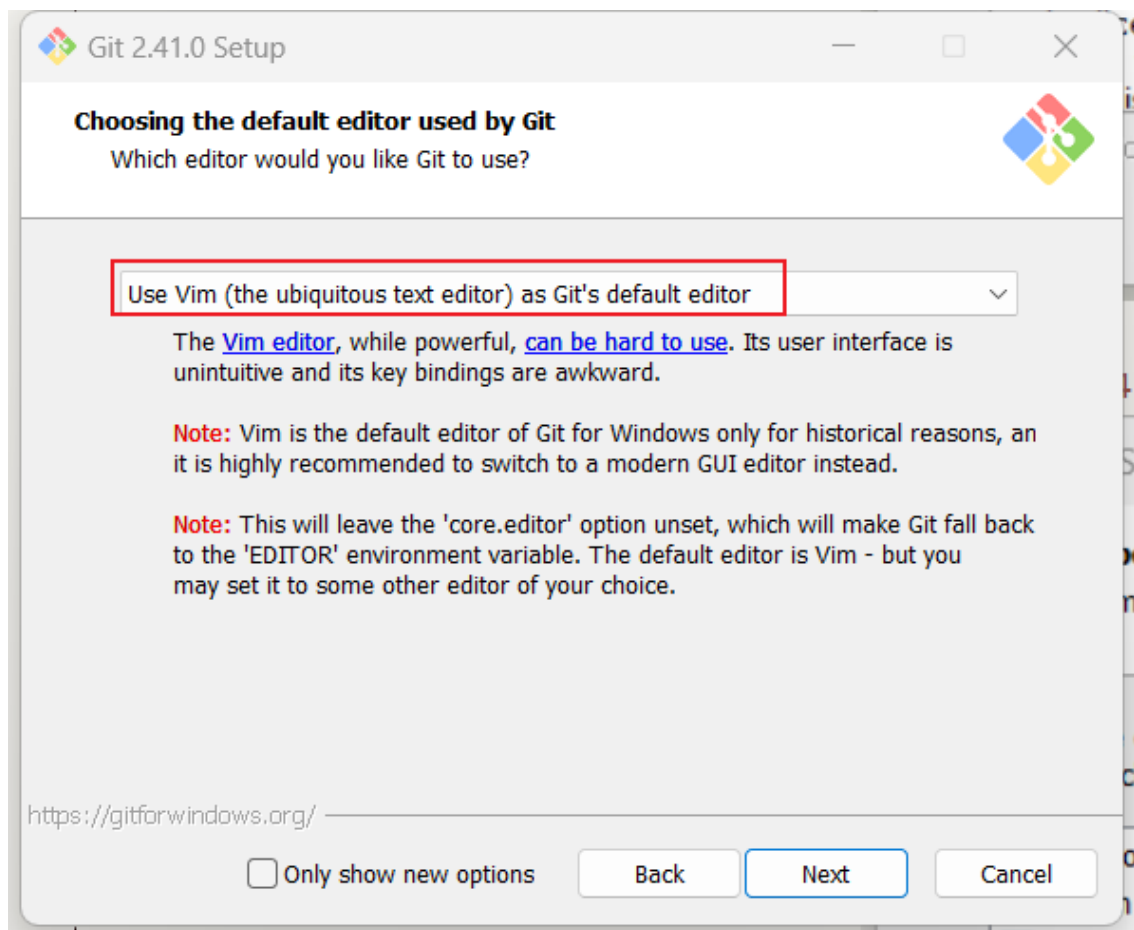 Git 2.41.0 Setup
Choosing the default editor used by Git
Which editor would you like Git to use?
Use Vim (the ubiquitous text editor) as Git's default editor
The Vim editor, while powerful, can be hard to use. Its user interface is
unintuitive and its key bindings are awkward.
Note: Vim is the default editor of Git for Windows only for historical reasons, an
it is highly recommended to switch to a modern GUI editor instead.
Note: This will leave the 'core.editor' option unset, which will make Git fall back
to the 'EDITOR' environment variable. The default editor is Vim - but you
may set it to some other editor of your choice.
https://gitforwindows.org/
Only show new options
Back
Next
Cancel